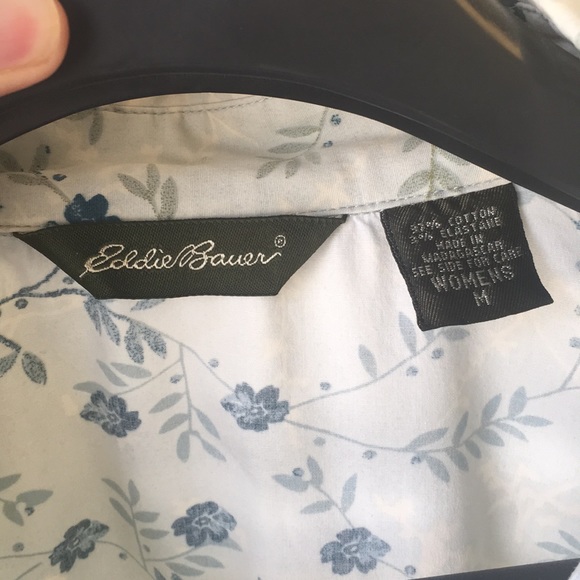 Eddie Bauer®
97% COTTON
3% ELASTANE
MADE IN
MADAGASCAR
SEE SIDE FOR CARE
WOMENS
M